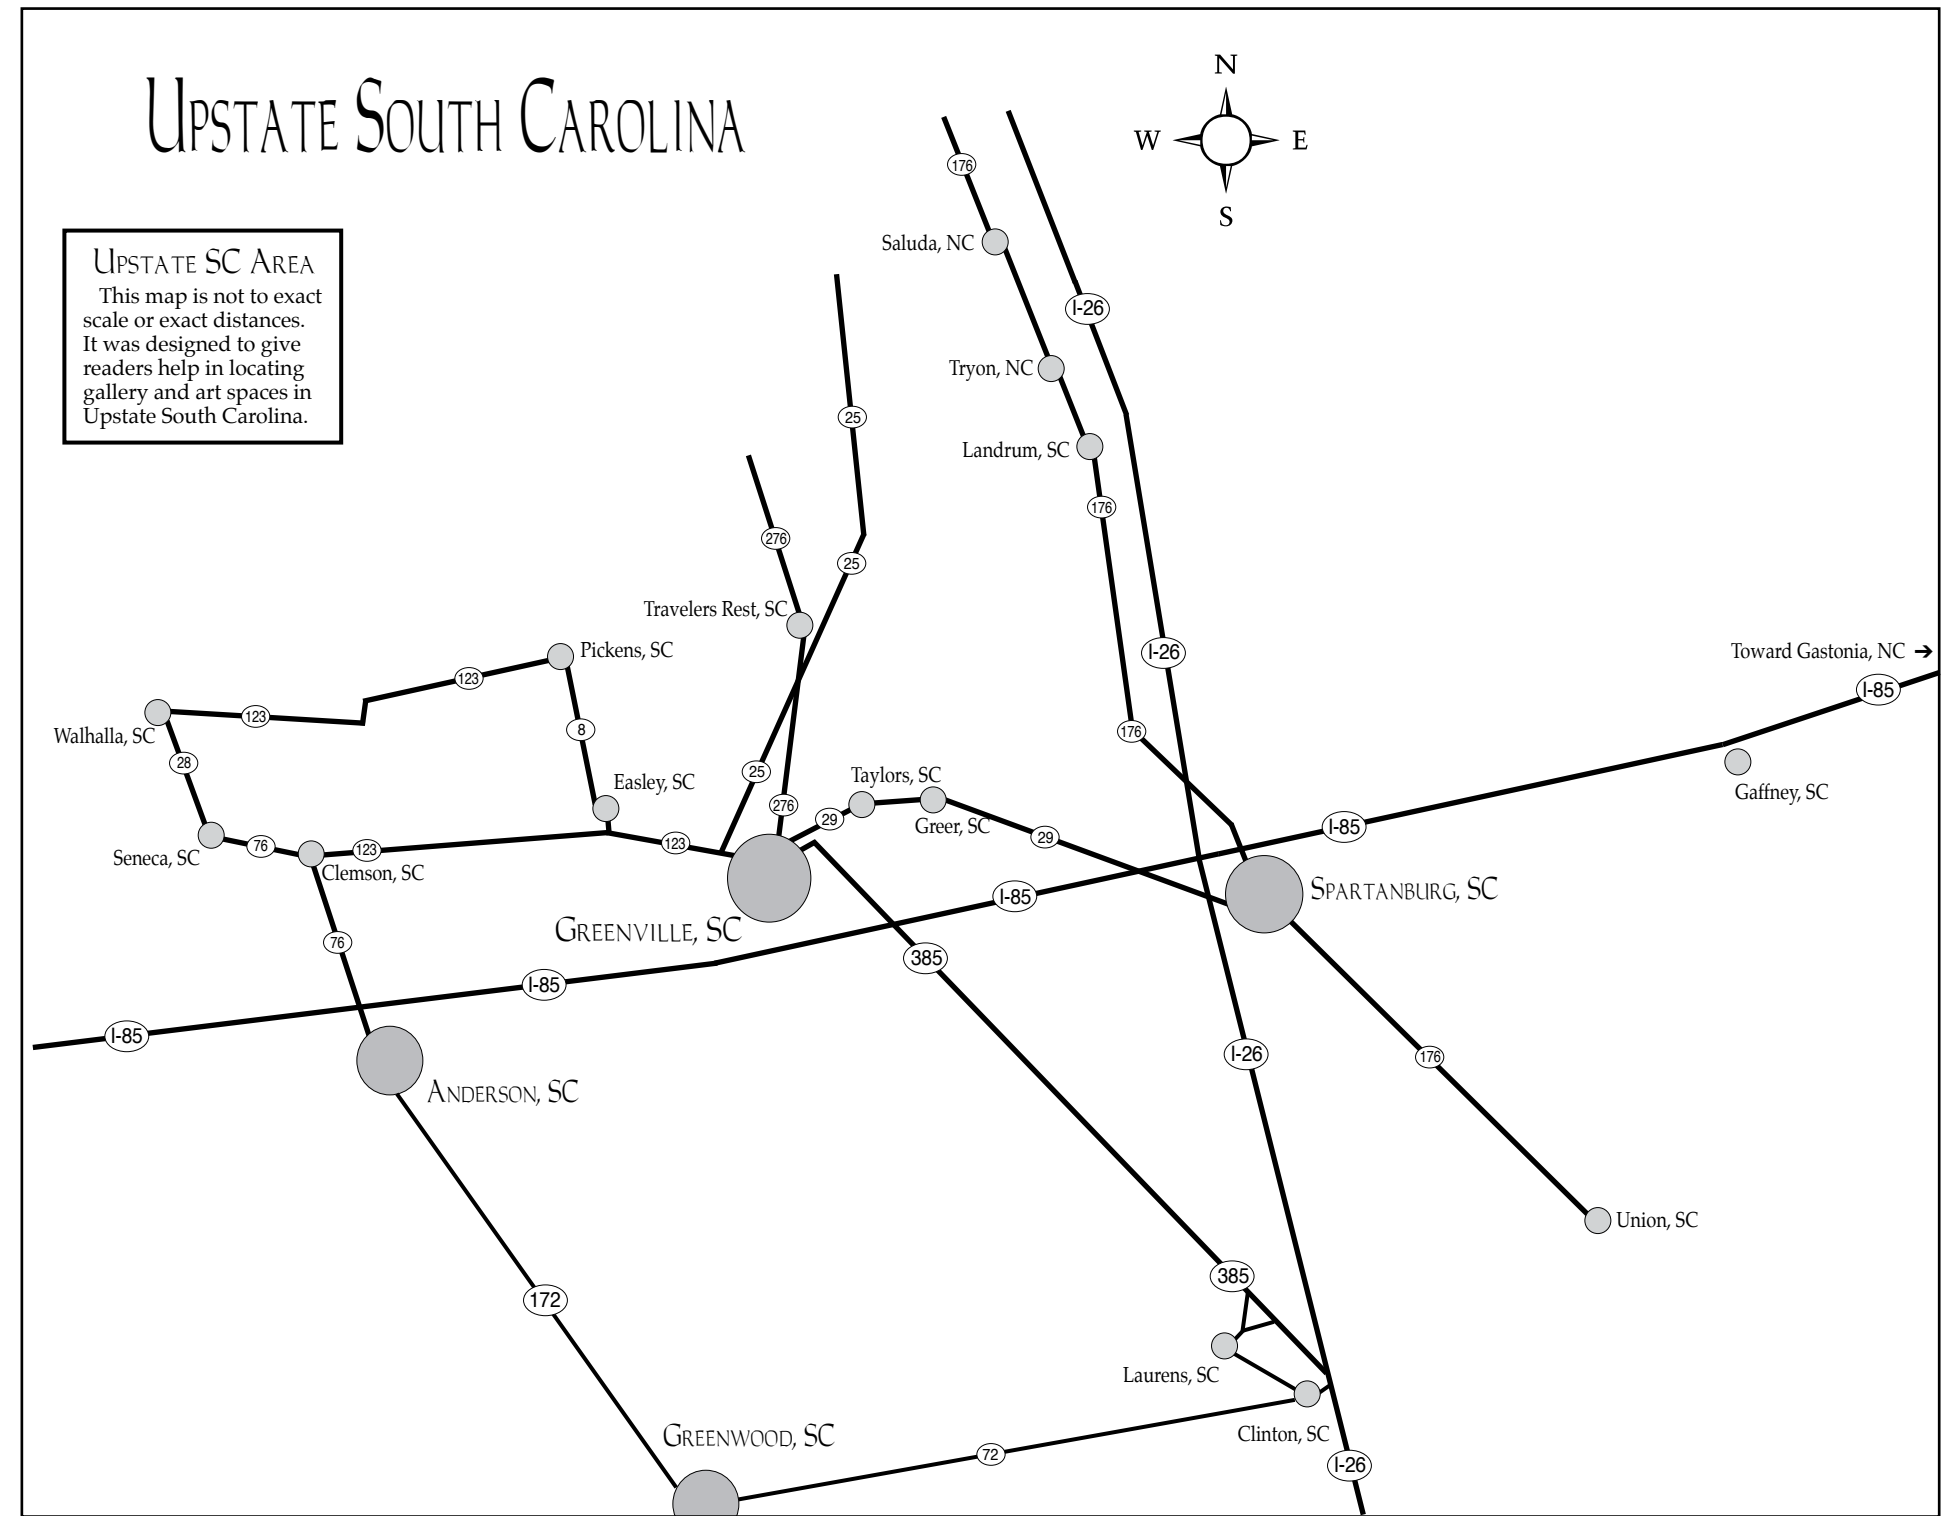 UPSTATE SOUTH CAROLINA
N
W
E
S
UPSTATE SC AREA
This map is not to exact
scale or exact distances.
It was designed to give
readers help in locating
gallery and art spaces in
Upstate South Carolina.
176
Saluda, NC
I-26
Tryon, NC
25
Landrum, SC
176
276
25
Travelers Rest, SC
Pickens, SC
I-26
Toward Gastonia, NC ➔
123
I-85
Walhalla, SC
123
8
176
28
25
Taylors, SC
Gaffney, SC
Easley, SC
276
29
Greer, SC
29
I-85
Seneca, SC
76
123
123
Clemson, SC
I-85
SPARTANBURG, SC
GREENVILLE, SC
76
385
I-85
I-85
I-26
176
ANDERSON, SC
Union, SC
385
172
Laurens, SC
GREENWOOD, SC
Clinton, SC
72
I-26